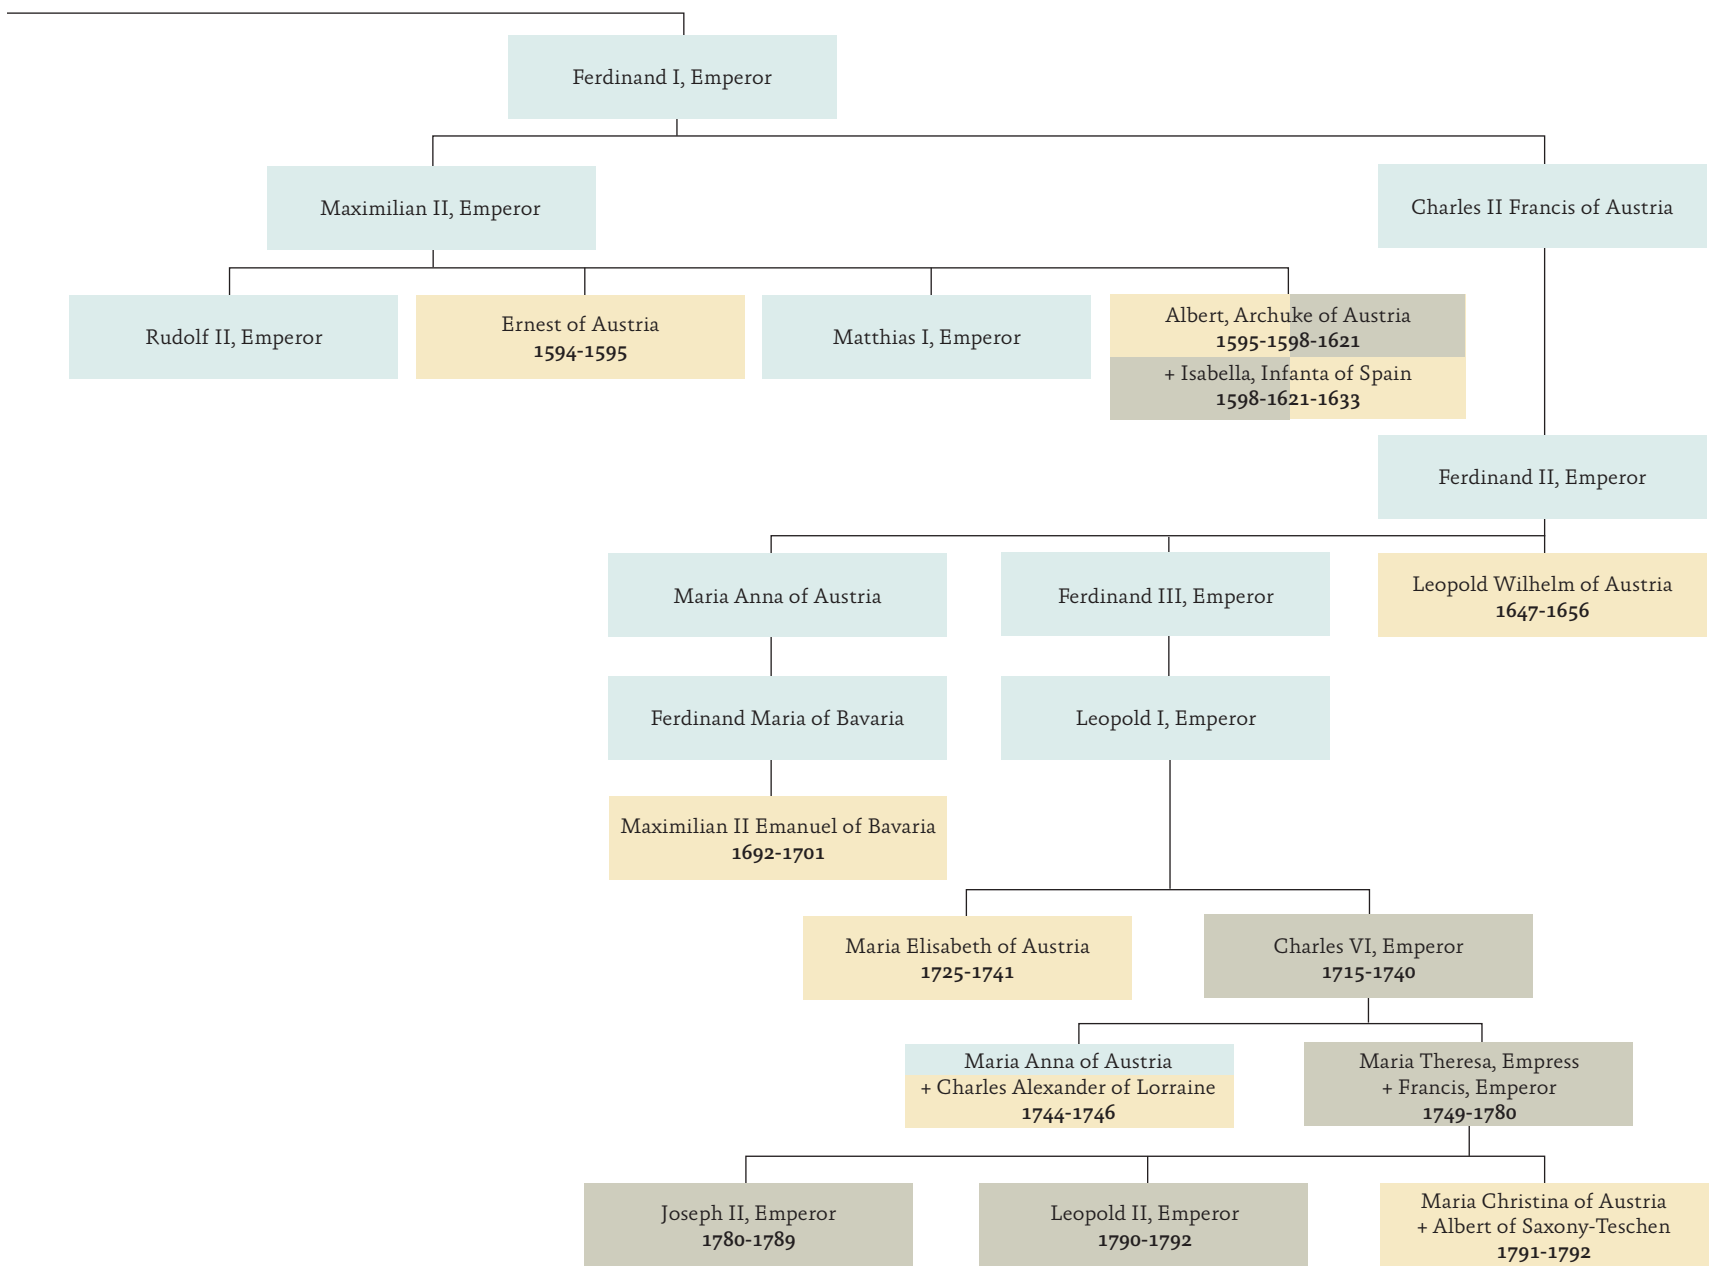 Ferdinand I, Emperor
Maximilian II, Emperor
Charles II Francis of Austria
Rudolf II, Emperor
Ernest of Austria
1594-1595
Matthias I, Emperor
Albert, Archuke of Austria
1595-1598-1621
+ Isabella, Infanta of Spain
1598-1621-1633
Ferdinand II, Emperor
Maria Anna of Austria
Ferdinand III, Emperor
Leopold Wilhelm of Austria
1647-1656
Ferdinand Maria of Bavaria
Leopold I, Emperor
Maximilian II Emanuel of Bavaria
1692-1701
Maria Elisabeth of Austria
1725-1741
Charles VI, Emperor
1715-1740
Maria Anna of Austria
+ Charles Alexander of Lorraine
1744-1746
Maria Theresa, Empress
+ Francis, Emperor
1749-1780
Joseph II, Emperor
1780-1789
Leopold II, Emperor
1790-1792
Maria Christina of Austria
+ Albert of Saxony-Teschen
1791-1792